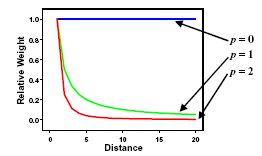 Relative Weight
1.0
0.8
0.6
0.4
0.2
0.0
0 5 10 15 20
Distance
p = 0
p = 1
p = 2